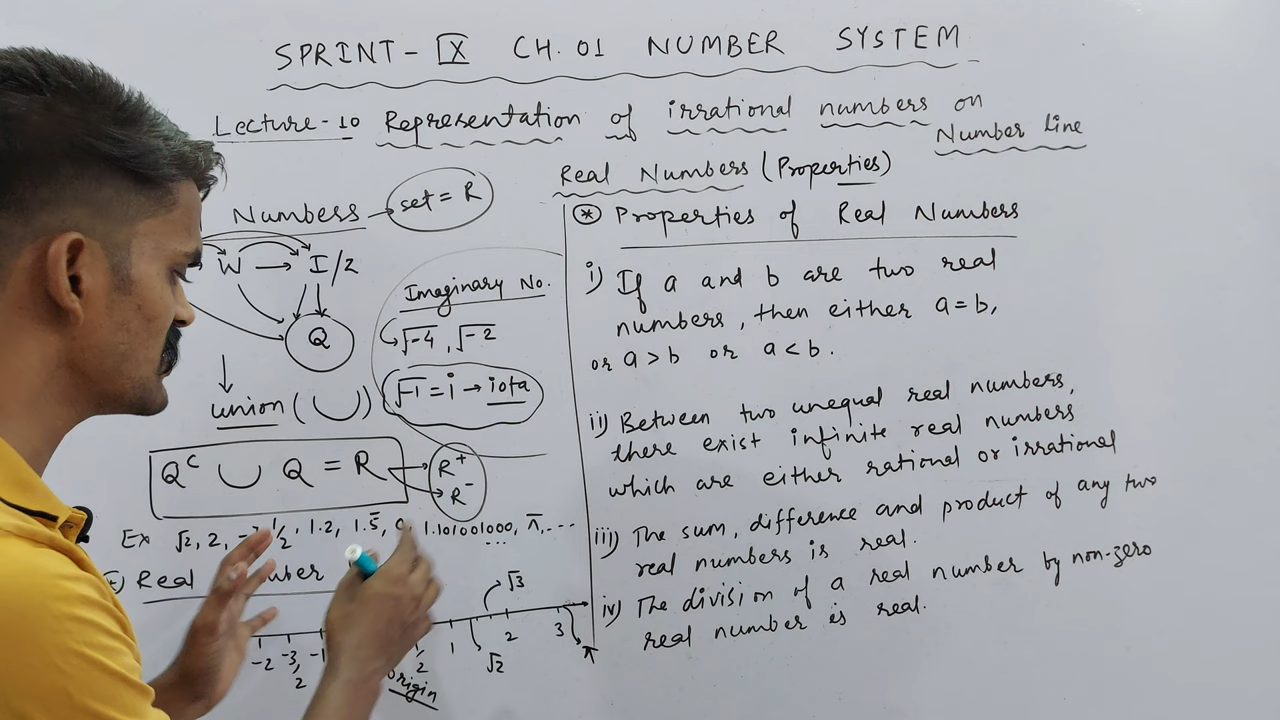 SPRINT-IX CH.01 NUMBER SYSTEM
Lecture-10 Representation of irrational numbers on
Number line
Real Numbers (Properties)
Numbers → set = R
W → I/Z
Q
Imaginary No.
√-4, √-2
√-1 = i → iota
union (∪)
Qᶜ ∪ Q = R
R⁺
R⁻
Ex √2, 2, 1/2, 1.2, 1.5̅, 1.101001000..., π, ...
Real
√3
-2 -3/2 -1 1 √2 2 3 π
origin
* Properties of Real Numbers
i) If a and b are two real
numbers, then either a=b,
or a>b or a<b.
ii) Between two unequal real numbers,
there exist infinite real numbers
which are either rational or irrational
iii) The sum, difference and product of any two
real numbers is real.
iv) The division of a real number by non-zero
real number is real.